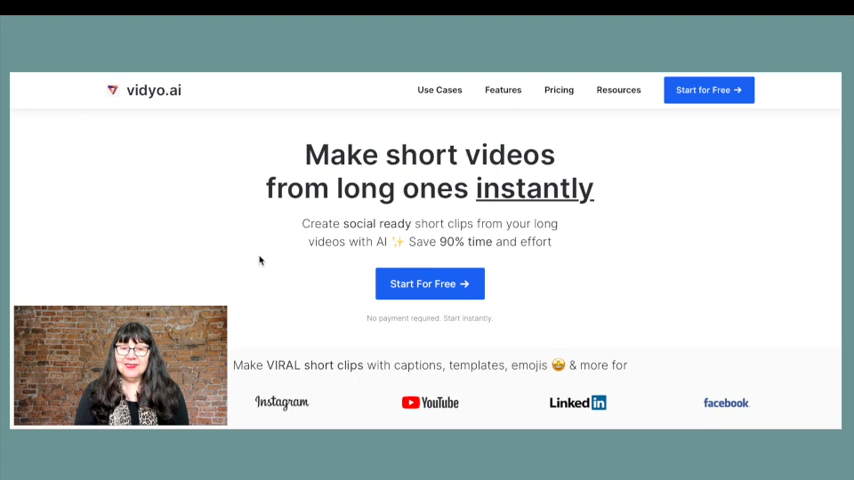 vidyo.ai
Use Cases
Features
Pricing
Resources
Start for Free →
Make short videos
from long ones instantly
Create social ready short clips from your long
videos with AI ✨ Save 90% time and effort
Start For Free →
No payment required. Start instantly.
Make VIRAL short clips with captions, templates, emojis 🤩 & more for
Instagram
YouTube
Linked in
facebook